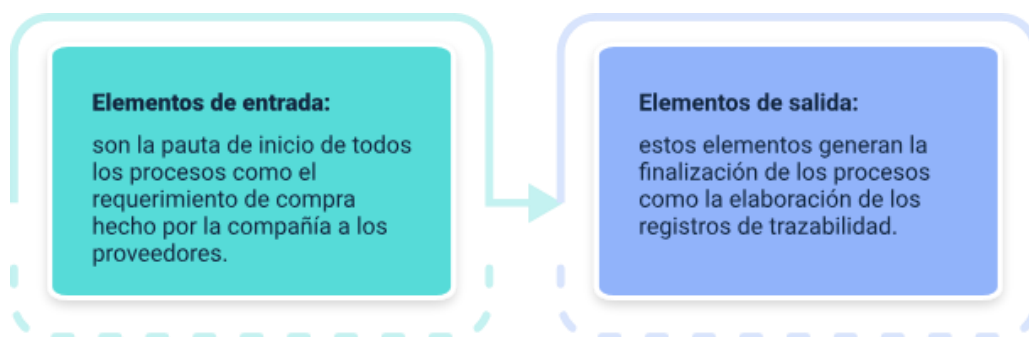 Elementos de entrada:
son la pauta de inicio de todos
los procesos como el
requerimiento de compra
hecho por la compañía a los
proveedores.
Elementos de salida:
estos elementos generan la
finalización de los procesos
como la elaboración de los
registros de trazabilidad.